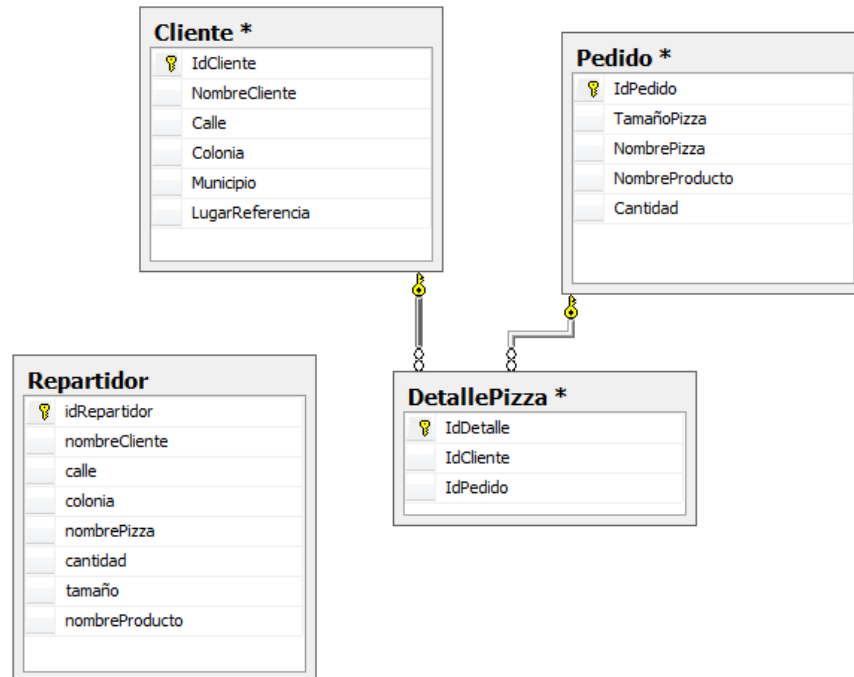 Cliente *
IdCliente
NombreCliente
Calle
Colonia
Municipio
LugarReferencia
Pedido *
IdPedido
TamañoPizza
NombrePizza
NombreProducto
Cantidad
Repartidor
idRepartidor
nombreCliente
calle
colonia
nombrePizza
cantidad
tamaño
nombreProducto
DetallePizza *
IdDetalle
IdCliente
IdPedido